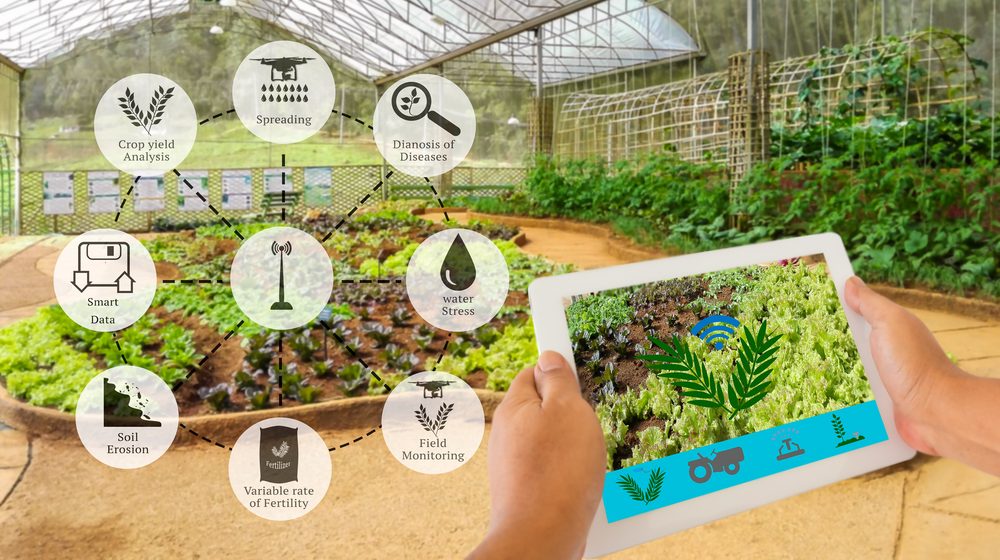 Spreading
Crop yield
Analysis
Dianosis of
Diseases
Smart
Data
water
Stress
Soil
Erosion
Fertilizer
Variable rate
of Fertility
Field
Monitoring